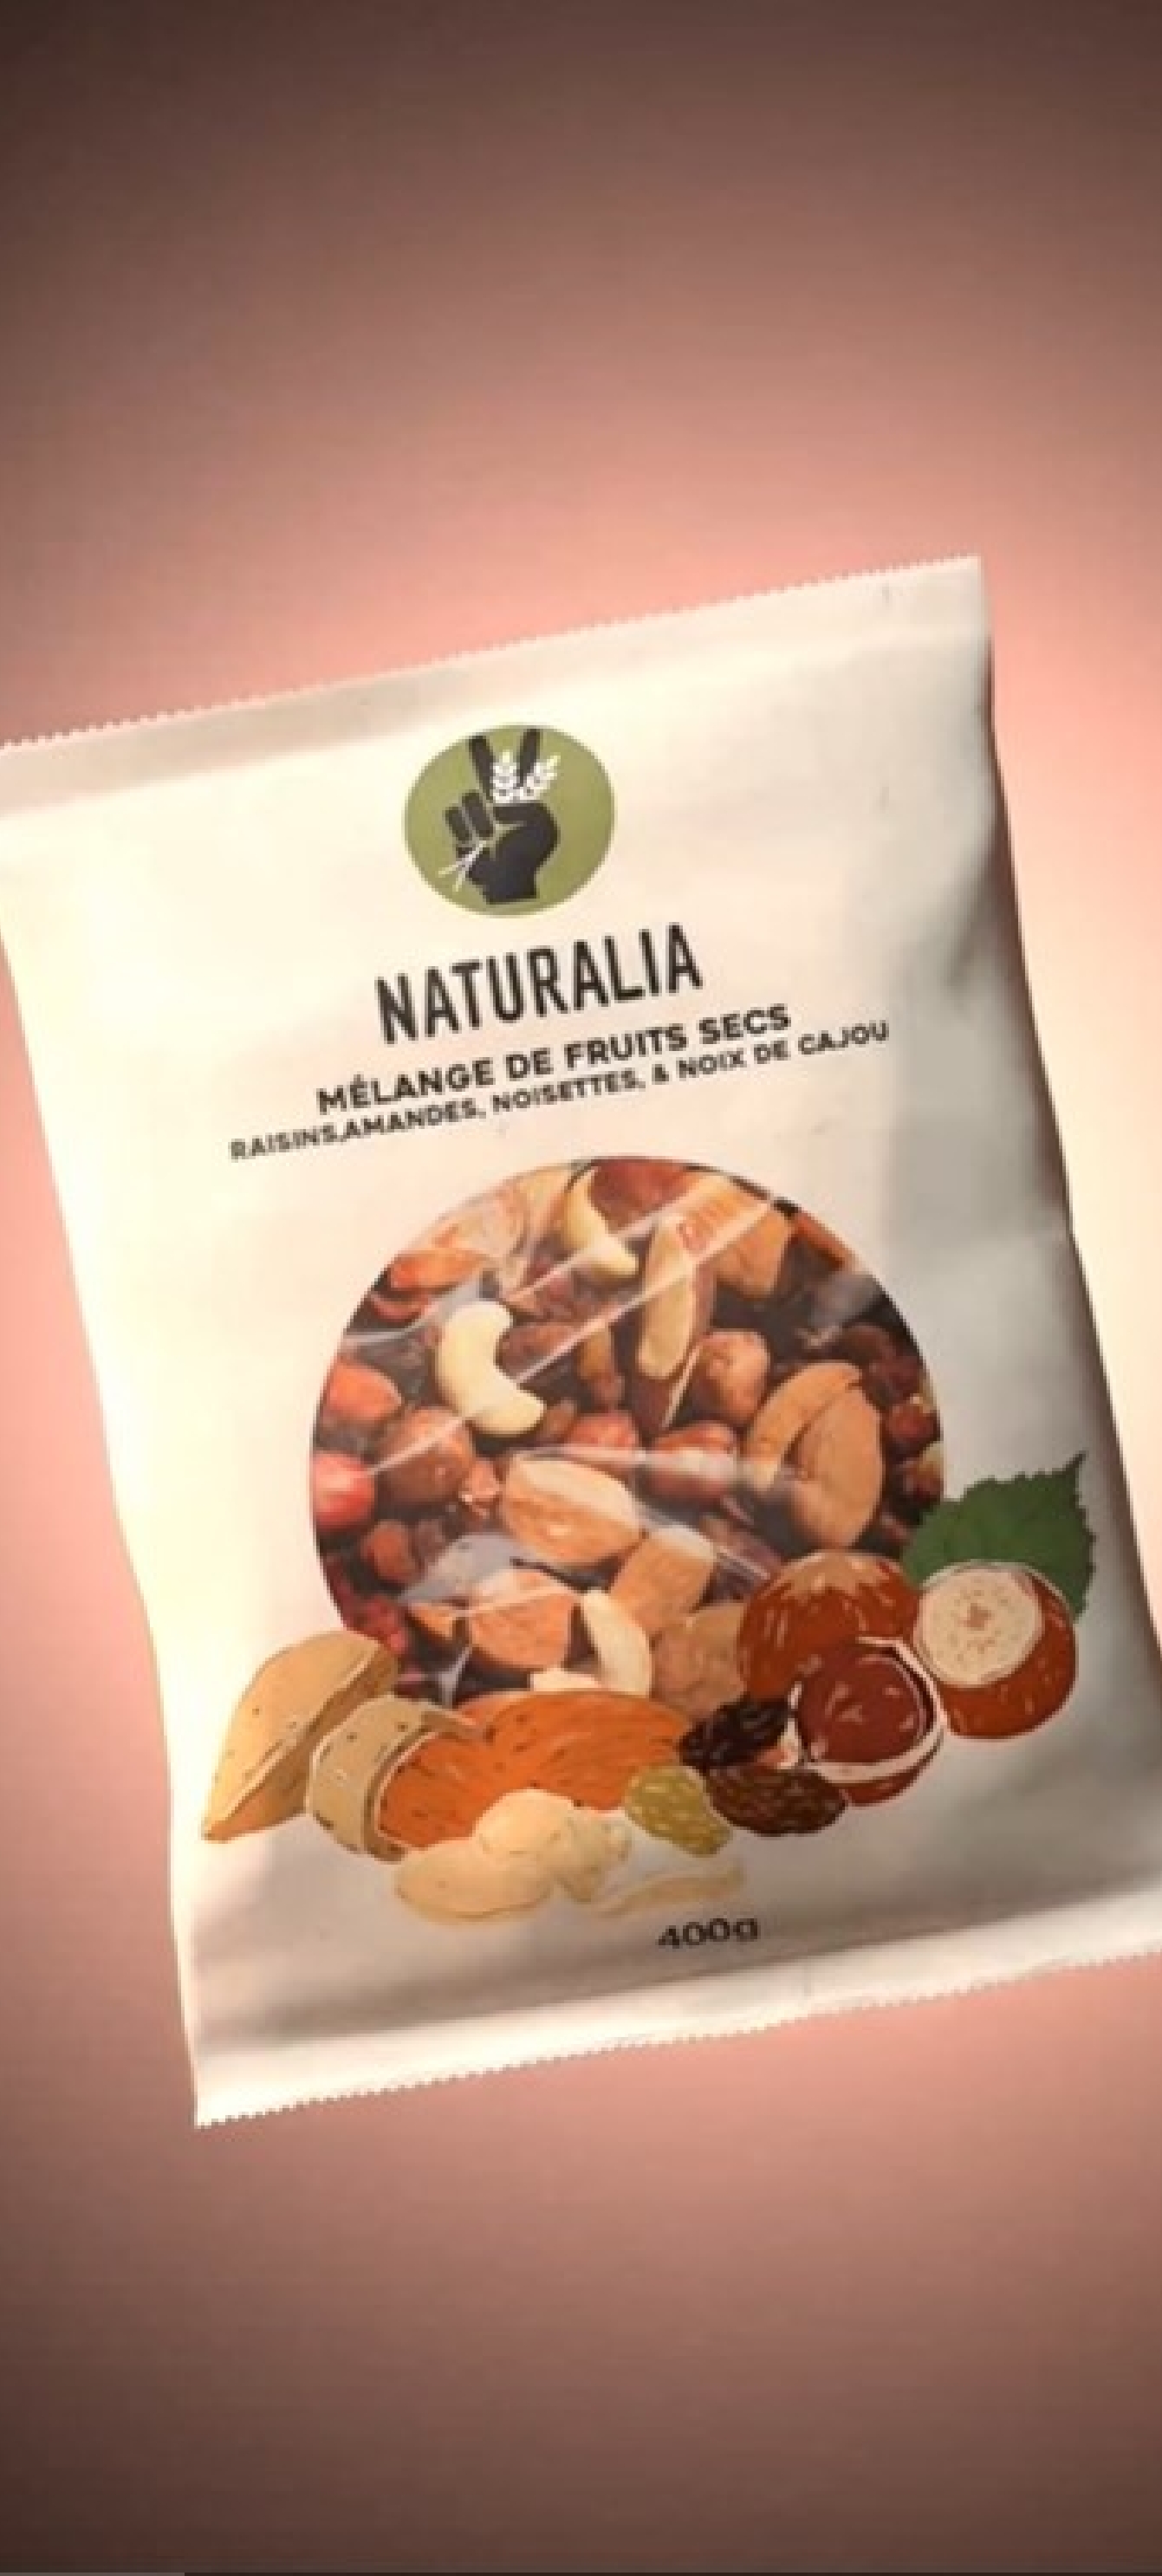 NATURALIA
MÉLANGE DE FRUITS SECS
RAISINS,AMANDES, NOISETTES, & NOIX DE CAJOU
400g